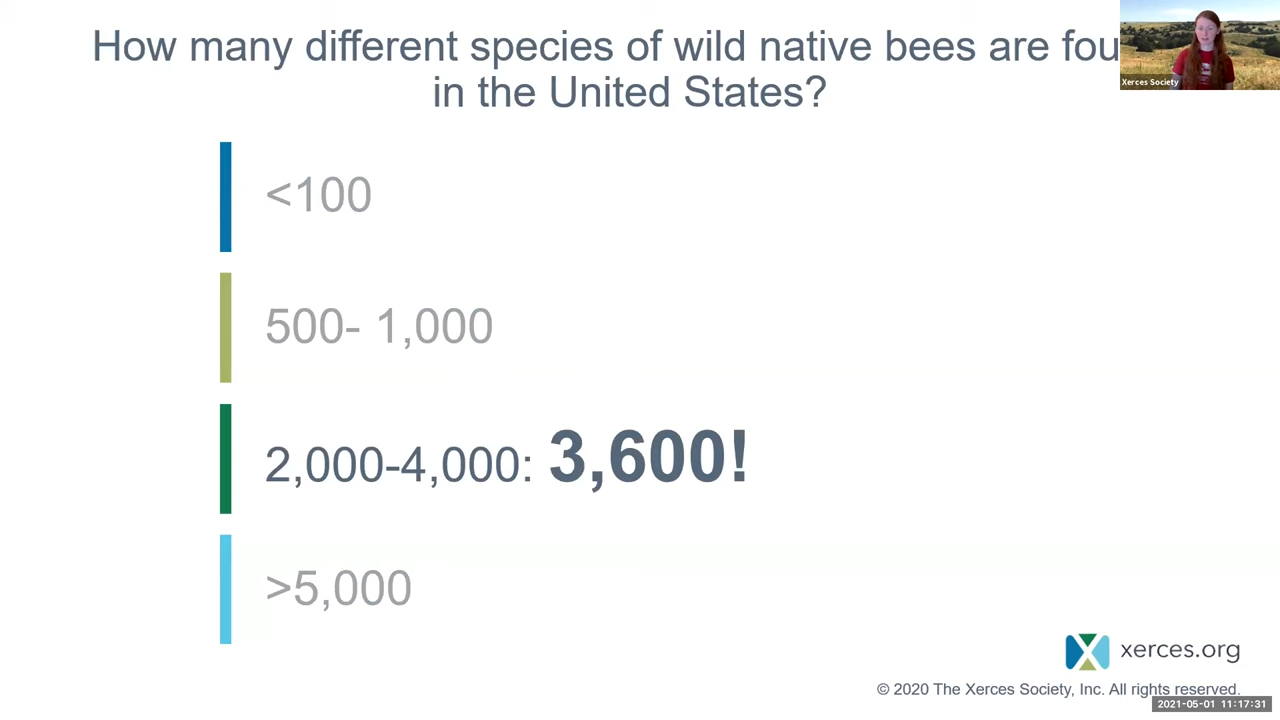 How many different species of wild native bees are fou
in the United States?
Xerces Society
<100
500- 1,000
2,000-4,000: 3,600!
>5,000
xerces.org
© 2020 The Xerces Society, Inc. All rights reserved.
2021-05-01 11:17:31